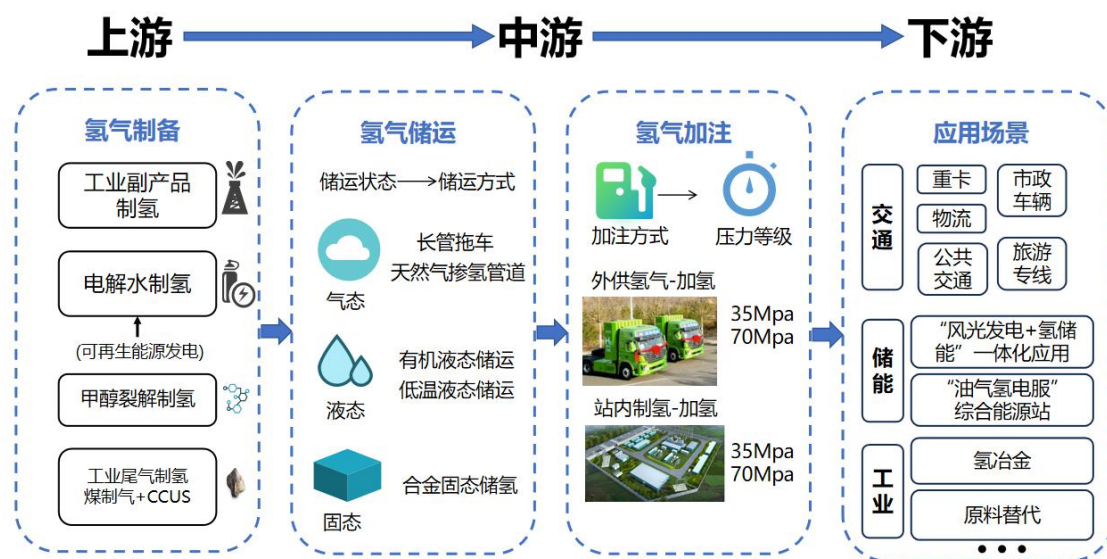 上游
中游
下游
氢气制备
工业副产品
制氢
电解水制氢
(可再生能源发电)
甲醇裂解制氢
工业尾气制氢
煤制气+CCUS
氢气储运
储运状态
储运方式
气态
长管拖车
天然气掺氢管道
液态
有机液态储运
低温液态储运
固态
合金固态储氢
氢气加注
加注方式
压力等级
外供氢气-加氢
35Mpa
70Mpa
站内制氢-加氢
35Mpa
70Mpa
应用场景
交通
重卡
市政
车辆
物流
公共
交通
旅游
专线
储能
“风光发电+氢储
能”一体化应用
“油气氢电服”
综合能源站
工业
氢冶金
原料替代
•••